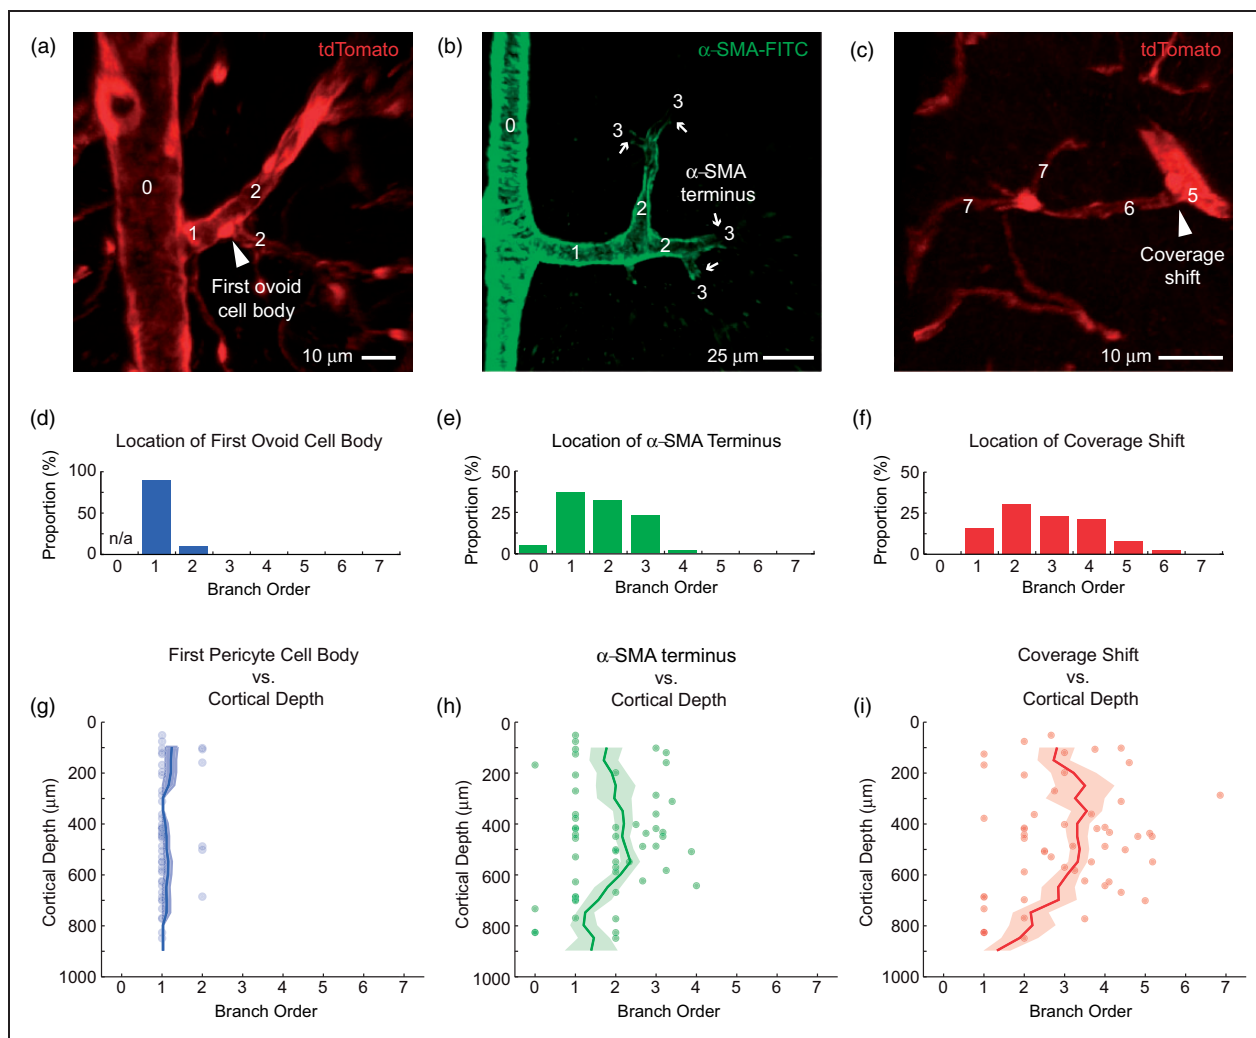 (a)
tdTomato
0
1
2
2
First ovoid
cell body
10 μm
(b)
α-SMA-FITC
0
3
3
α-SMA
terminus
2
1
2
3
3
25 μm
(c)
tdTomato
7
7
6
5
Coverage
shift
10 μm
(d)
Location of First Ovoid Cell Body
Proportion (%)
100
50
0
n/a
0 1 2 3 4 5 6 7
Branch Order
(e)
Location of α-SMA Terminus
Proportion (%)
50
25
0
0 1 2 3 4 5 6 7
Branch Order
(f)
Location of Coverage Shift
Proportion (%)
50
25
0
0 1 2 3 4 5 6 7
Branch Order
(g)
First Pericyte Cell Body
vs.
Cortical Depth
Cortical Depth (μm)
0
200
400
600
800
1000
0 1 2 3 4 5 6 7
Branch Order
(h)
α-SMA terminus
vs.
Cortical Depth
Cortical Depth (μm)
0
200
400
600
800
1000
0 1 2 3 4 5 6 7
Branch Order
(i)
Coverage Shift
vs.
Cortical Depth
Cortical Depth (μm)
0
200
400
600
800
1000
0 1 2 3 4 5 6 7
Branch Order